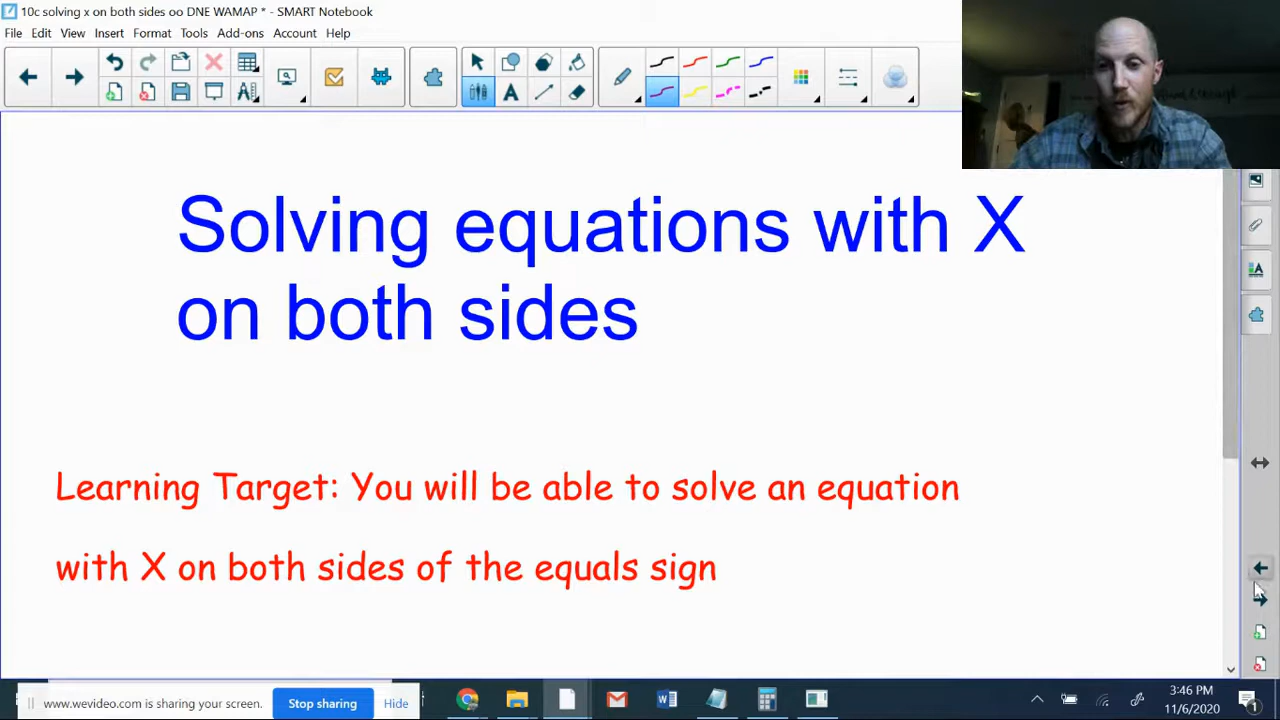 10c solving x on both sides oo DNE WAMAP * - SMART Notebook
File Edit View Insert Format Tools Add-ons Account Help
Solving equations with X
on both sides
Learning Target: You will be able to solve an equation
with X on both sides of the equals sign
www.wevideo.com is sharing your screen. Stop sharing Hide
3:46 PM
11/6/2020
1